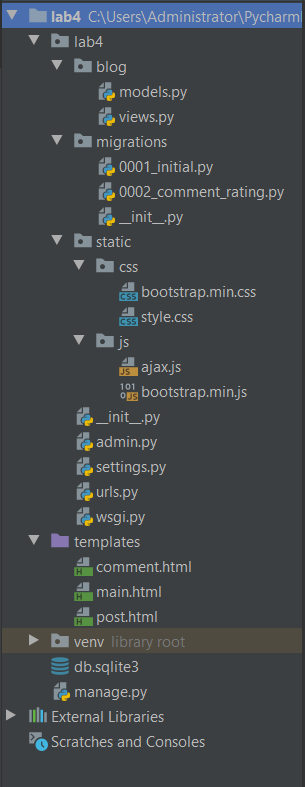 lab4 C:\Users\Administrator\Pycharm
lab4
blog
models.py
views.py
migrations
0001_initial.py
0002_comment_rating.py
__init__.py
static
css
bootstrap.min.css
style.css
js
ajax.js
bootstrap.min.js
__init__.py
admin.py
settings.py
urls.py
wsgi.py
templates
comment.html
main.html
post.html
venv library root
db.sqlite3
manage.py
External Libraries
Scratches and Consoles